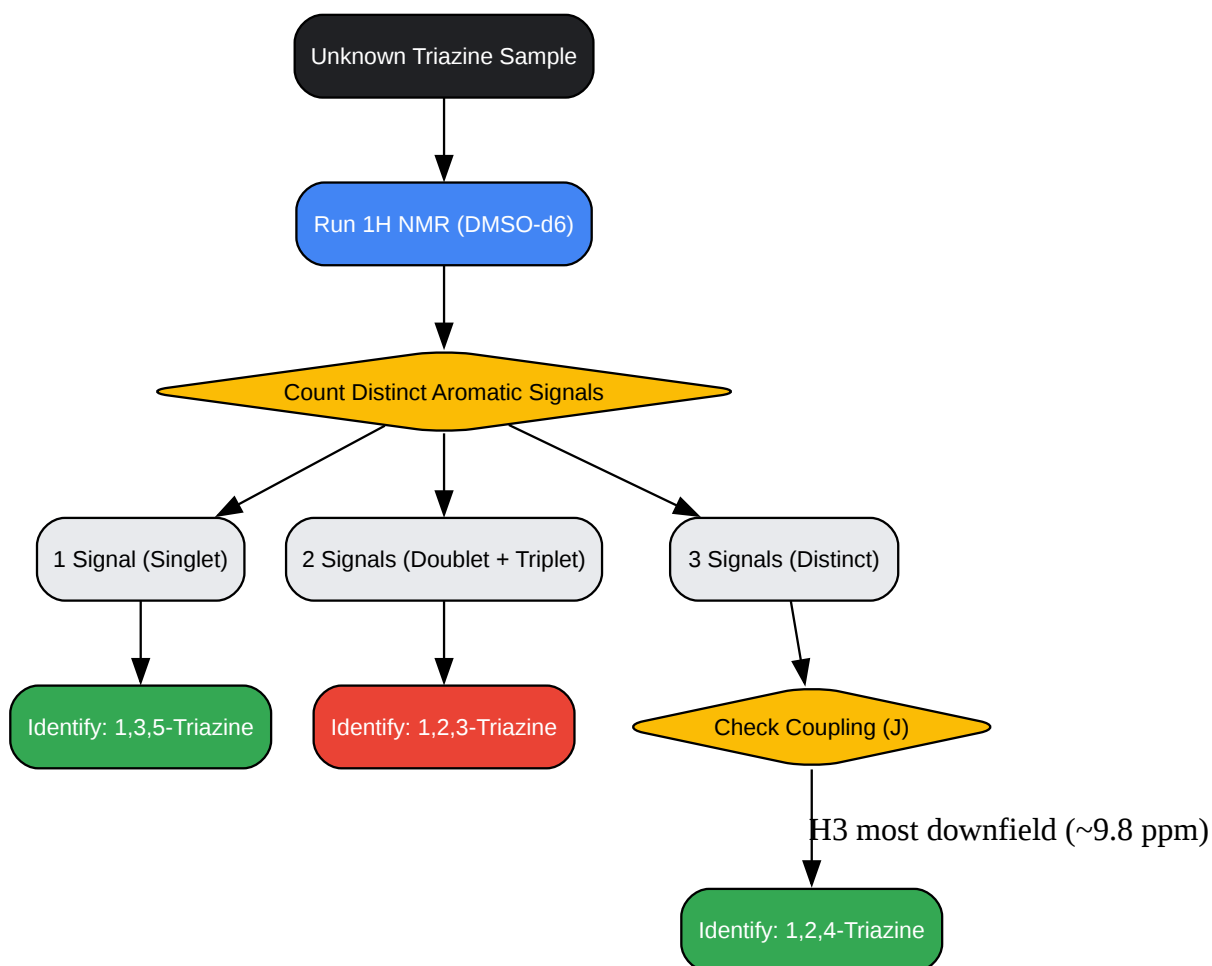 Unknown Triazine Sample
Run 1H NMR (DMSO-d6)
Count Distinct Aromatic Signals
1 Signal (Singlet)
2 Signals (Doublet + Triplet)
3 Signals (Distinct)
Identify: 1,3,5-Triazine
Identify: 1,2,3-Triazine
Check Coupling (J)
H3 most downfield (~9.8 ppm)
Identify: 1,2,4-Triazine